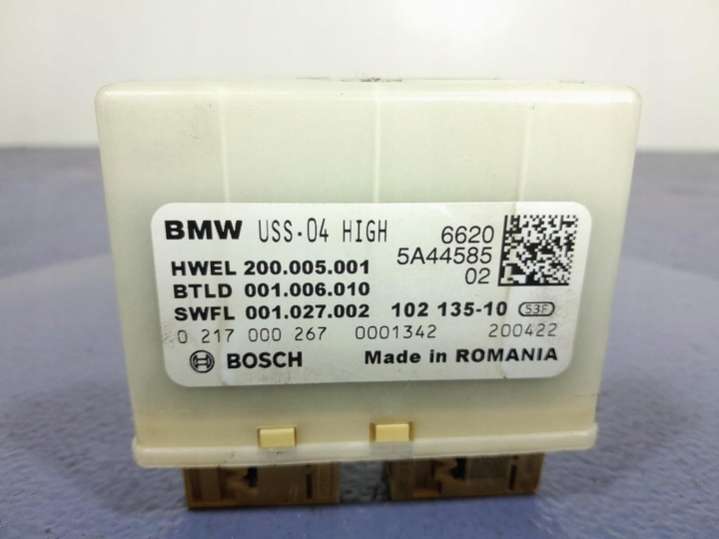 BMW USS-04 HIGH 6620
5A44585
HWEL 200.005.001 02
BTLD 001.006.010
SWFL 001.027.002 102 135-10 S3F
0 217 000 267 0001342 200422
BOSCH Made in ROMANIA